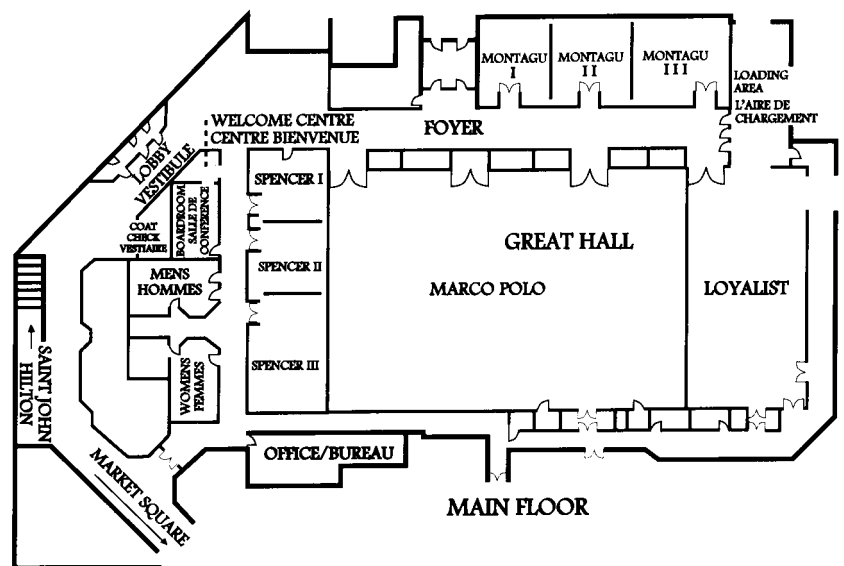 MONTAGU
I
MONTAGU
II
MONTAGU
III
LOADING
AREA
L'AIRE DE
CHARGEMENT
WELCOME CENTRE
CENTRE BIENVENUE
FOYER
LOBBY
VESTIBULE
SPENCER I
BOARDROOM
SALLE DE
CONFERENCE
COAT
CHECK
VESTIAIRE
GREAT HALL
SPENCER II
MENS
HOMMES
MARCO POLO
LOYALIST
SAINT JOHN
HILTON
SPENCER III
WOMENS
FEMMES
OFFICE/BUREAU
MARKET SQUARE
MAIN FLOOR